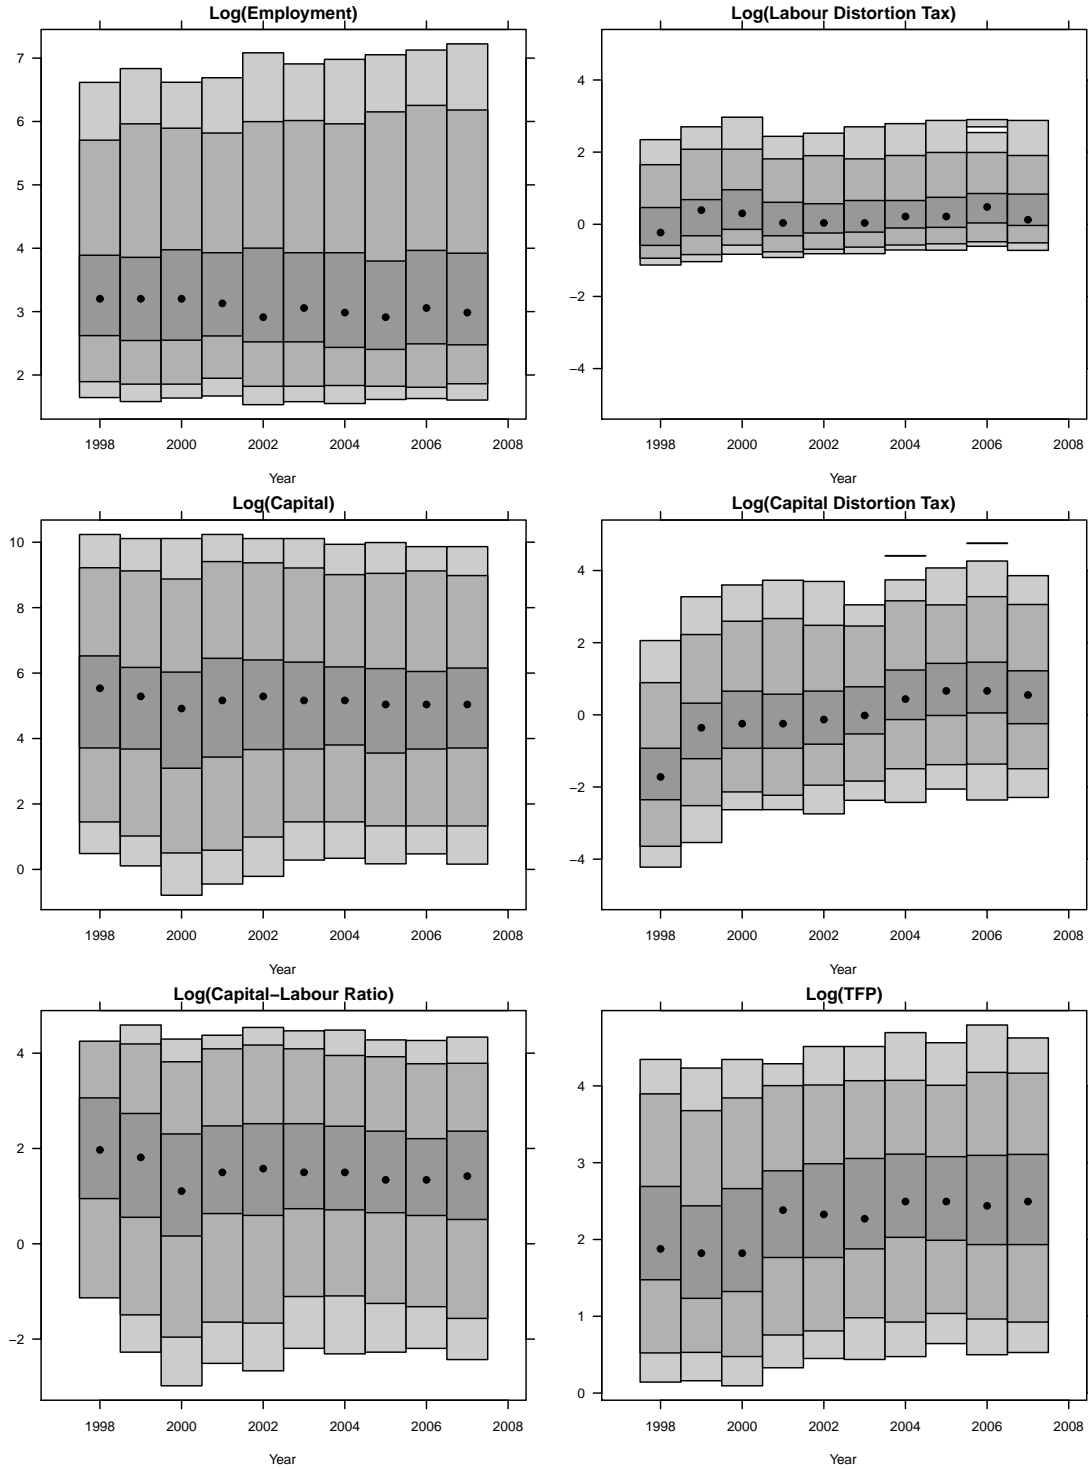 Log(Employment)
7
6
5
4
3
2
1998 2000 2002 2004 2006 2008
Year
Log(Labour Distortion Tax)
4
2
0
−2
−4
1998 2000 2002 2004 2006 2008
Year
Log(Capital)
10
8
6
4
2
0
1998 2000 2002 2004 2006 2008
Year
Log(Capital Distortion Tax)
4
2
0
−2
−4
1998 2000 2002 2004 2006 2008
Year
Log(Capital−Labour Ratio)
4
2
0
−2
1998 2000 2002 2004 2006 2008
Year
Log(TFP)
4
3
2
1
0
1998 2000 2002 2004 2006 2008
Year